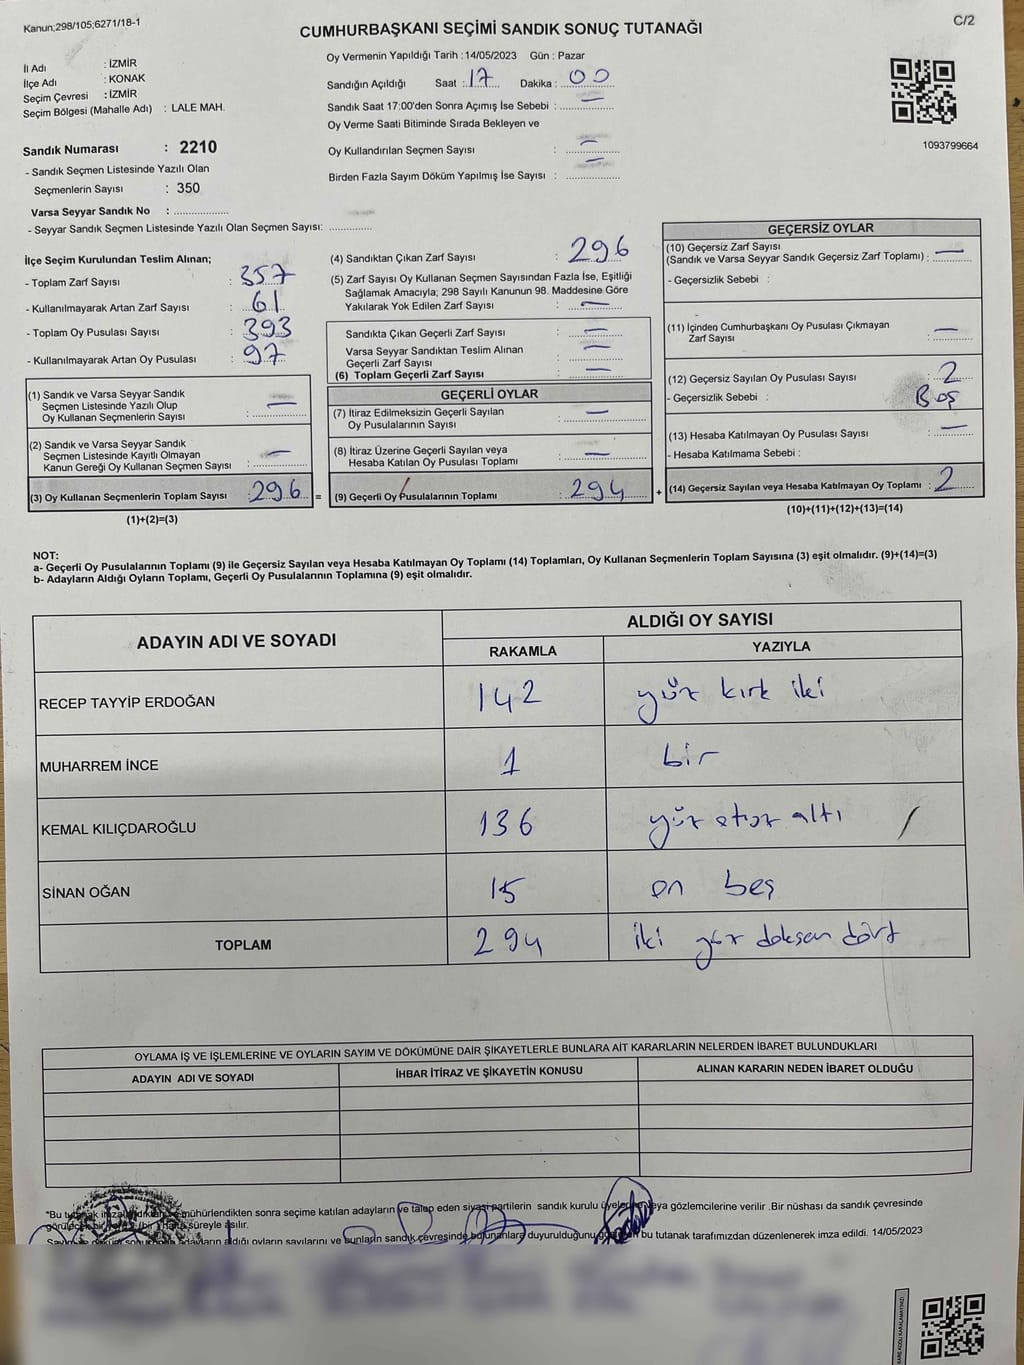 Kanun;298/105;6271/18-1
C/2
CUMHURBAŞKANI SEÇİMİ SANDIK SONUÇ TUTANAĞI
İl Adı : İZMİR
İlçe Adı : KONAK
Seçim Çevresi : İZMİR
Seçim Bölgesi (Mahalle Adı) : LALE MAH.
Sandık Numarası : 2210
- Sandık Seçmen Listesinde Yazılı Olan
Seçmenlerin Sayısı : 350
Varsa Seyyar Sandık No : ..................
- Seyyar Sandık Seçmen Listesinde Yazılı Olan Seçmen Sayısı: ..............
Oy Vermenin Yapıldığı Tarih : 14/05/2023 Gün : Pazar
Sandığın Açıldığı Saat : 17 Dakika : 00
Sandık Saat 17:00'den Sonra Açımış İse Sebebi : —
Oy Verme Saati Bitiminde Sırada Bekleyen ve
Oy Kullandırılan Seçmen Sayısı : —
Birden Fazla Sayım Döküm Yapılmış İse Sayısı : —
1093799664
İlçe Seçim Kurulundan Teslim Alınan;
- Toplam Zarf Sayısı : 357
- Kullanılmayarak Artan Zarf Sayısı : 61
- Toplam Oy Pusulası Sayısı : 393
- Kullanılmayarak Artan Oy Pusulası : 97
(1) Sandık ve Varsa Seyyar Sandık
Seçmen Listesinde Yazılı Olup
Oy Kullanan Seçmenlerin Sayısı : —
(2) Sandık ve Varsa Seyyar Sandık
Seçmen Listesinde Kayıtlı Olmayan
Kanun Gereği Oy Kullanan Seçmen Sayısı : —
(3) Oy Kullanan Seçmenlerin Toplam Sayısı : 296 =
(1)+(2)=(3)
(4) Sandıktan Çıkan Zarf Sayısı : 296
(5) Zarf Sayısı Oy Kullanan Seçmen Sayısından Fazla İse, Eşitliği
Sağlamak Amacıyla; 298 Sayılı Kanunun 98. Maddesine Göre
Yakılarak Yok Edilen Zarf Sayısı : —
Sandıkta Çıkan Geçerli Zarf Sayısı : —
Varsa Seyyar Sandıktan Teslim Alınan
Geçerli Zarf Sayısı : —
(6) Toplam Geçerli Zarf Sayısı : —
GEÇERLİ OYLAR
(7) İtiraz Edilmeksizin Geçerli Sayılan
Oy Pusulalarının Sayısı : —
(8) İtiraz Üzerine Geçerli Sayılan veya
Hesaba Katılan Oy Pusulası Toplamı : —
(9) Geçerli Oy Pusulalarının Toplamı : 294 +
GEÇERSİZ OYLAR
(10) Geçersiz Zarf Sayısı
(Sandık ve Varsa Seyyar Sandık Geçersiz Zarf Toplamı) : —
- Geçersizlik Sebebi :
(11) İçinden Cumhurbaşkanı Oy Pusulası Çıkmayan
Zarf Sayısı : —
(12) Geçersiz Sayılan Oy Pusulası Sayısı : 2
- Geçersizlik Sebebi : Boş
(13) Hesaba Katılmayan Oy Pusulası Sayısı : —
- Hesaba Katılmama Sebebi :
(14) Geçersiz Sayılan veya Hesaba Katılmayan Oy Toplamı : 2
(10)+(11)+(12)+(13)=(14)
NOT:
a- Geçerli Oy Pusulalarının Toplamı (9) ile Geçersiz Sayılan veya Hesaba Katılmayan Oy Toplamı (14) Toplamları, Oy Kullanan Seçmenlerin Toplam Sayısına (3) eşit olmalıdır. (9)+(14)=(3)
b- Adayların Aldığı Oyların Toplamı, Geçerli Oy Pusulalarının Toplamına (9) eşit olmalıdır.
ADAYIN ADI VE SOYADI ALDIĞI OY SAYISI
RAKAMLA YAZIYLA
RECEP TAYYİP ERDOĞAN 142 yüz kırk iki
MUHARREM İNCE 1 bir
KEMAL KILIÇDAROĞLU 136 yüz otuz altı
SİNAN OĞAN 15 on beş
TOPLAM 294 iki yüz doksan dört
OYLAMA İŞ VE İŞLEMLERİNE VE OYLARIN SAYIM VE DÖKÜMÜNE DAİR ŞİKAYETLERLE BUNLARA AİT KARARLARIN NELERDEN İBARET BULUNDUKLARI
ADAYIN ADI VE SOYADI İHBAR İTİRAZ VE ŞİKAYETİN KONUSU ALINAN KARARIN NEDEN İBARET OLDUĞU
"Bu tutanak mühürlendikten sonra seçime katılan adayların ve talep eden siyasi partilerin sandık kurulu üyelerine veya gözlemcilerine verilir .Bir nüshası da sandık çevresinde
süreyle asılır.
adayların aldığı oyların sayılarını ve bunların sandık çevresinde bulunanlara duyurulduğunu bu tutanak tarafımızdan düzenlenerek imza edildi. 14/05/2023